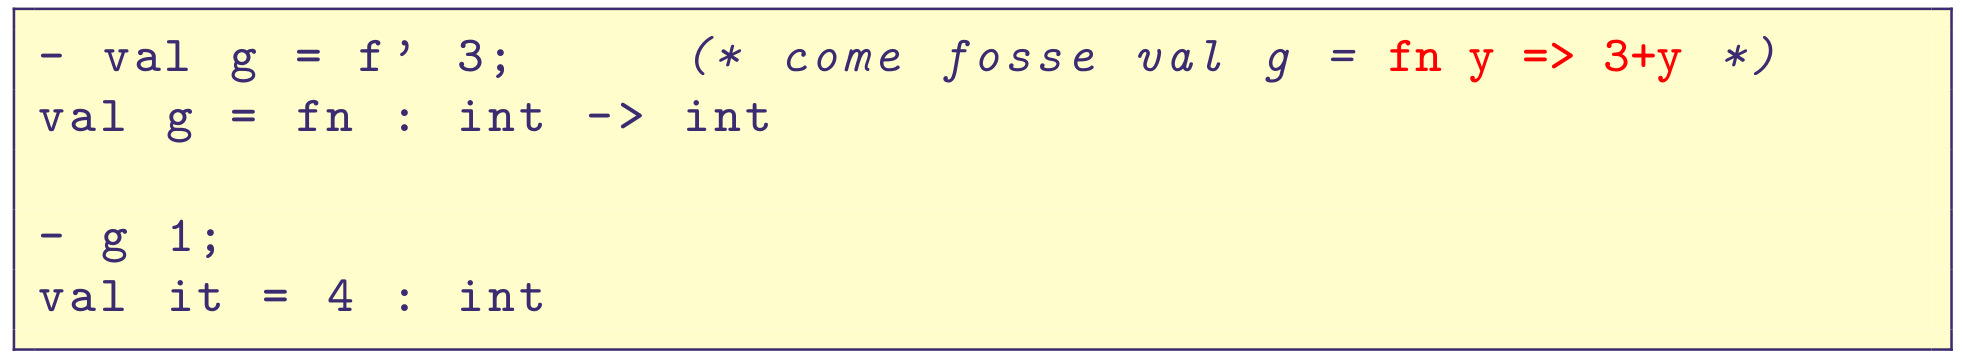 - val g = f' 3; (* come fosse val g = fn y => 3+y *)
val g = fn : int -> int
- g 1;
val it = 4 : int